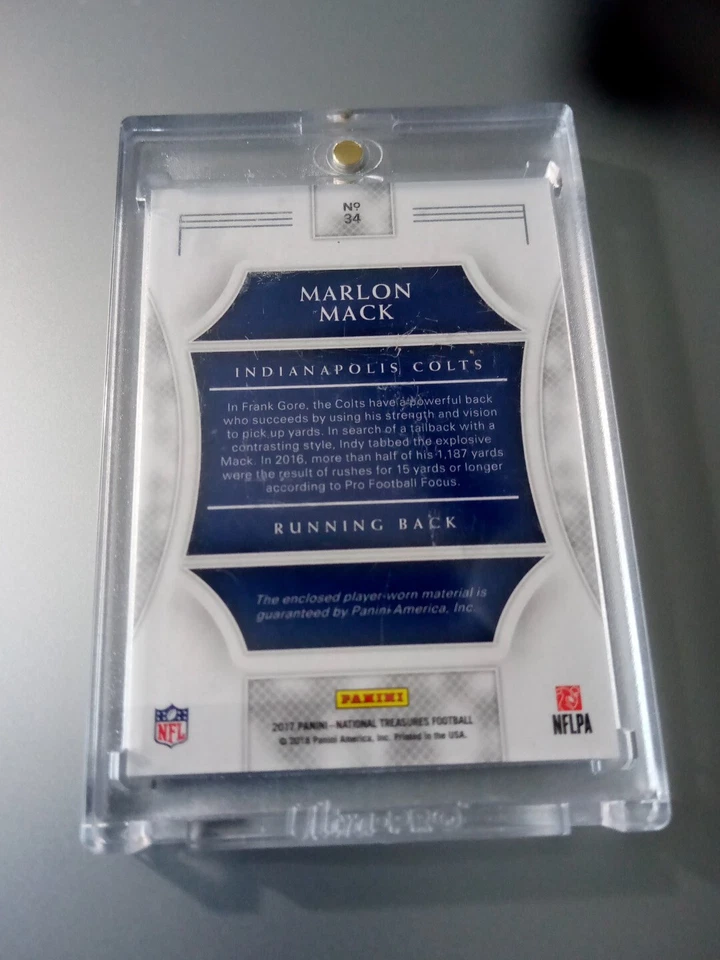 Nº
34
MARLON
MACK
INDIANAPOLIS COLTS
In Frank Gore, the Colts have a powerful back
who succeeds by using his strength and vision
to pick up yards. In search of a tailback with a
contrasting style, Indy tabbed the explosive
Mack. In 2016, more than half of his 1,187 yards
were the result of rushes for 15 yards or longer
according to Pro Football Focus.
RUNNING BACK
The enclosed player-worn material is
guaranteed by Panini America, Inc.
PANINI
2017 PANINI – NATIONAL TREASURES FOOTBALL
© 2018 Panini America, Inc. Printed in the USA.
NFL
NFLPA